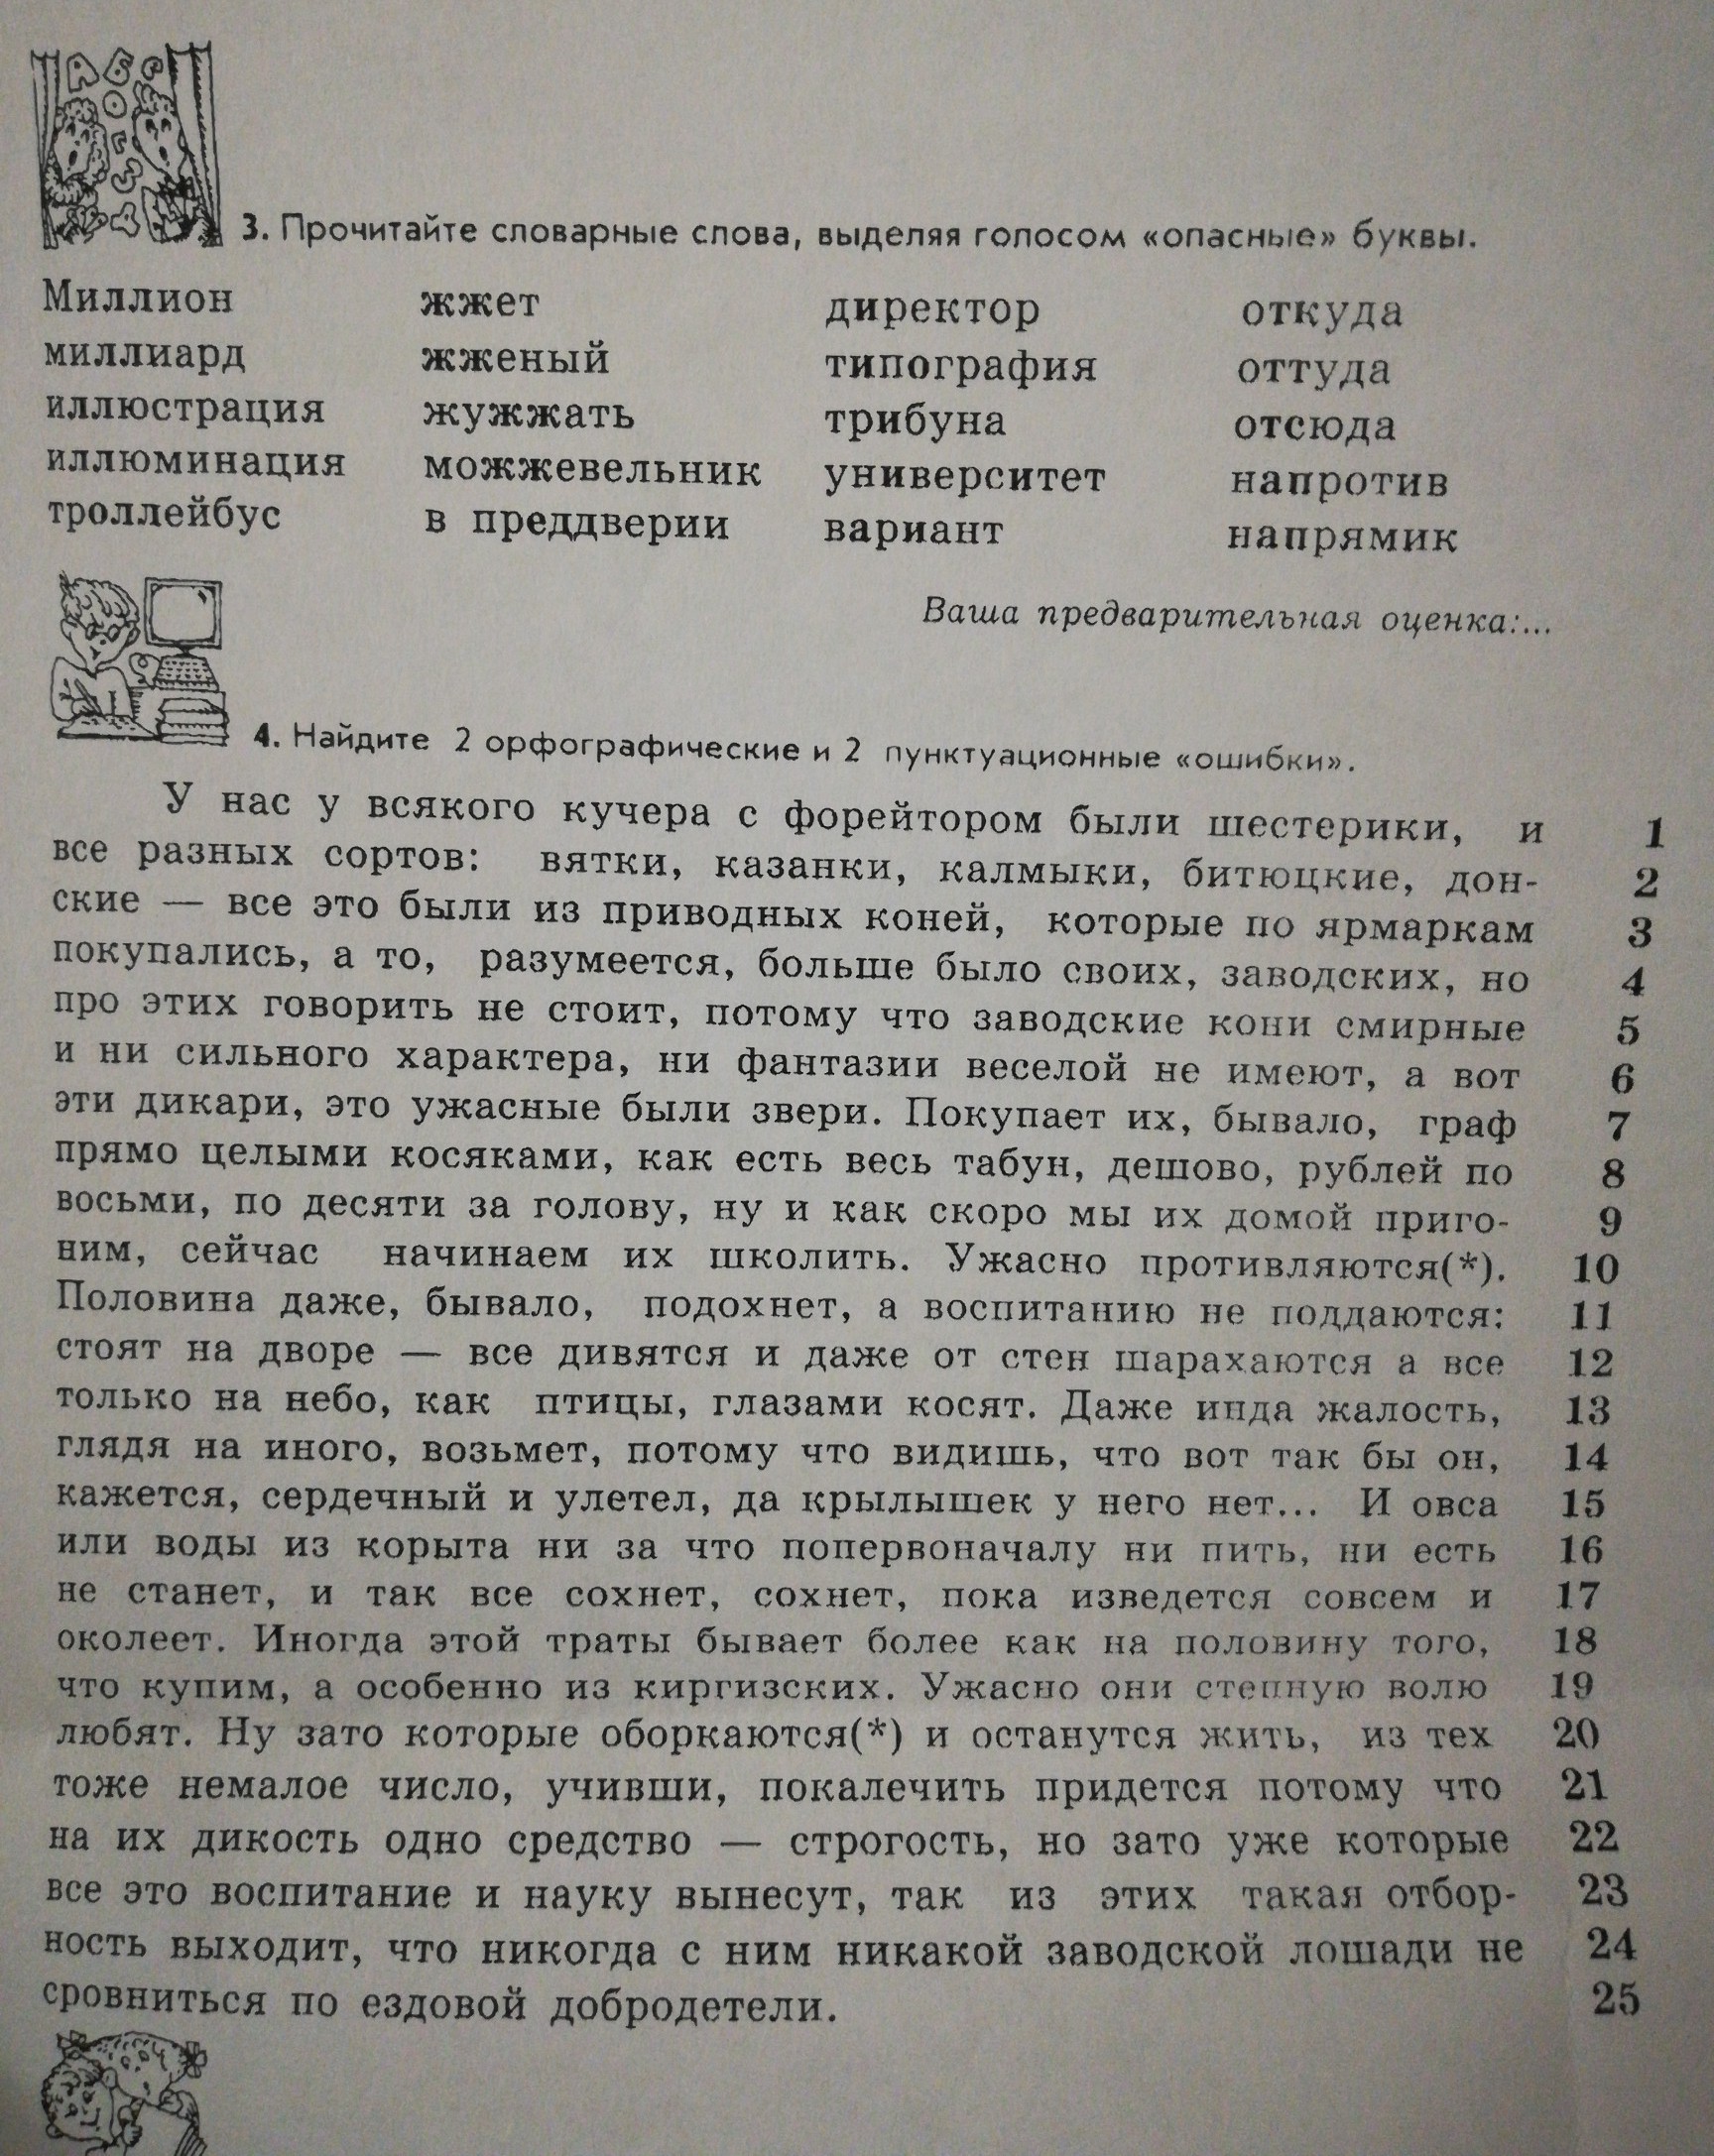 3. Прочитайте словарные слова, выделяя голосом «опасные» буквы.
Миллион жжет директор откуда
миллиард жженый типография оттуда
иллюстрация жужжать трибуна отсюда
иллюминация можжевельник университет напротив
троллейбус в преддверии вариант напрямик
Ваша предварительная оценка:...
4. Найдите 2 орфографические и 2 пунктуационные «ошибки».
У нас у всякого кучера с форейтором были шестерики, и 1
все разных сортов: вятки, казанки, калмыки, битюцкие, дон- 2
ские — все это были из приводных коней, которые по ярмаркам 3
покупались, а то, разумеется, больше было своих, заводских, но 4
про этих говорить не стоит, потому что заводские кони смирные 5
и ни сильного характера, ни фантазии веселой не имеют, а вот 6
эти дикари, это ужасные были звери. Покупает их, бывало, граф 7
прямо целыми косяками, как есть весь табун, дешово, рублей по 8
восьми, по десяти за голову, ну и как скоро мы их домой приго- 9
ним, сейчас начинаем их школить. Ужасно противляются(*). 10
Половина даже, бывало, подохнет, а воспитанию не поддаются: 11
стоят на дворе — все дивятся и даже от стен шарахаются а все 12
только на небо, как птицы, глазами косят. Даже инда жалость, 13
глядя на иного, возьмет, потому что видишь, что вот так бы он, 14
кажется, сердечный и улетел, да крылышек у него нет... И овса 15
или воды из корыта ни за что попервоначалу ни пить, ни есть 16
не станет, и так все сохнет, сохнет, пока изведется совсем и 17
околеет. Иногда этой траты бывает более как на половину того, 18
что купим, а особенно из киргизских. Ужасно они степную волю 19
любят. Ну зато которые оборкаются(*) и останутся жить, из тех 20
тоже немалое число, учивши, покалечить придется потому что 21
на их дикость одно средство — строгость, но зато уже которые 22
все это воспитание и науку вынесут, так из этих такая отбор- 23
ность выходит, что никогда с ним никакой заводской лошади не 24
сровниться по ездовой добродетели. 25